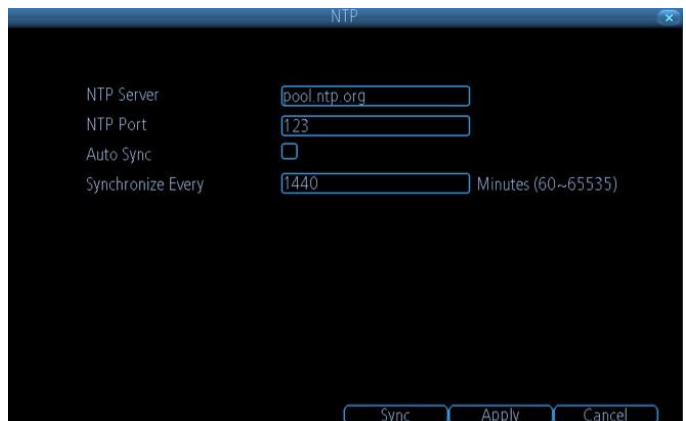 NTP
NTP Server pool.ntp.org
NTP Port 123
Auto Sync
Synchronize Every 1440 Minutes (60~65535)
Sync Apply Cancel